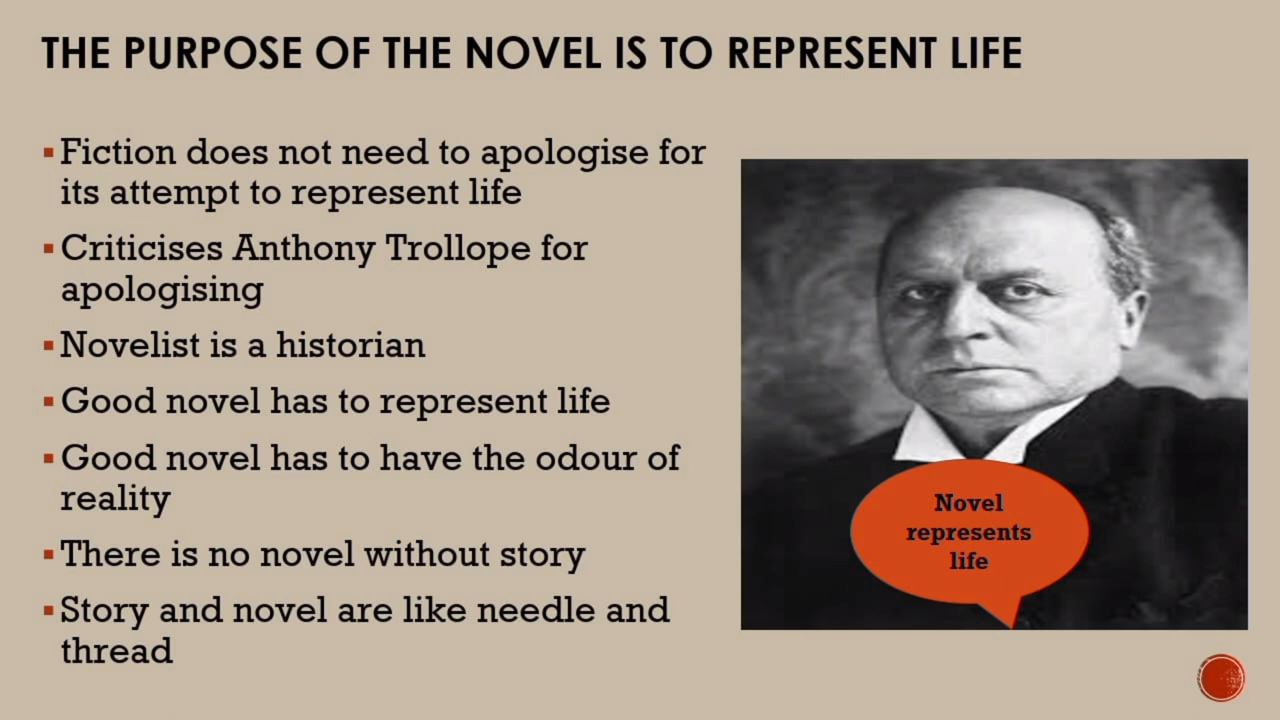 THE PURPOSE OF THE NOVEL IS TO REPRESENT LIFE
Fiction does not need to apologise for
its attempt to represent life
Criticises Anthony Trollope for
apologising
Novelist is a historian
Good novel has to represent life
Good novel has to have the odour of
reality
There is no novel without story
Story and novel are like needle and
thread
Novel
represents
life